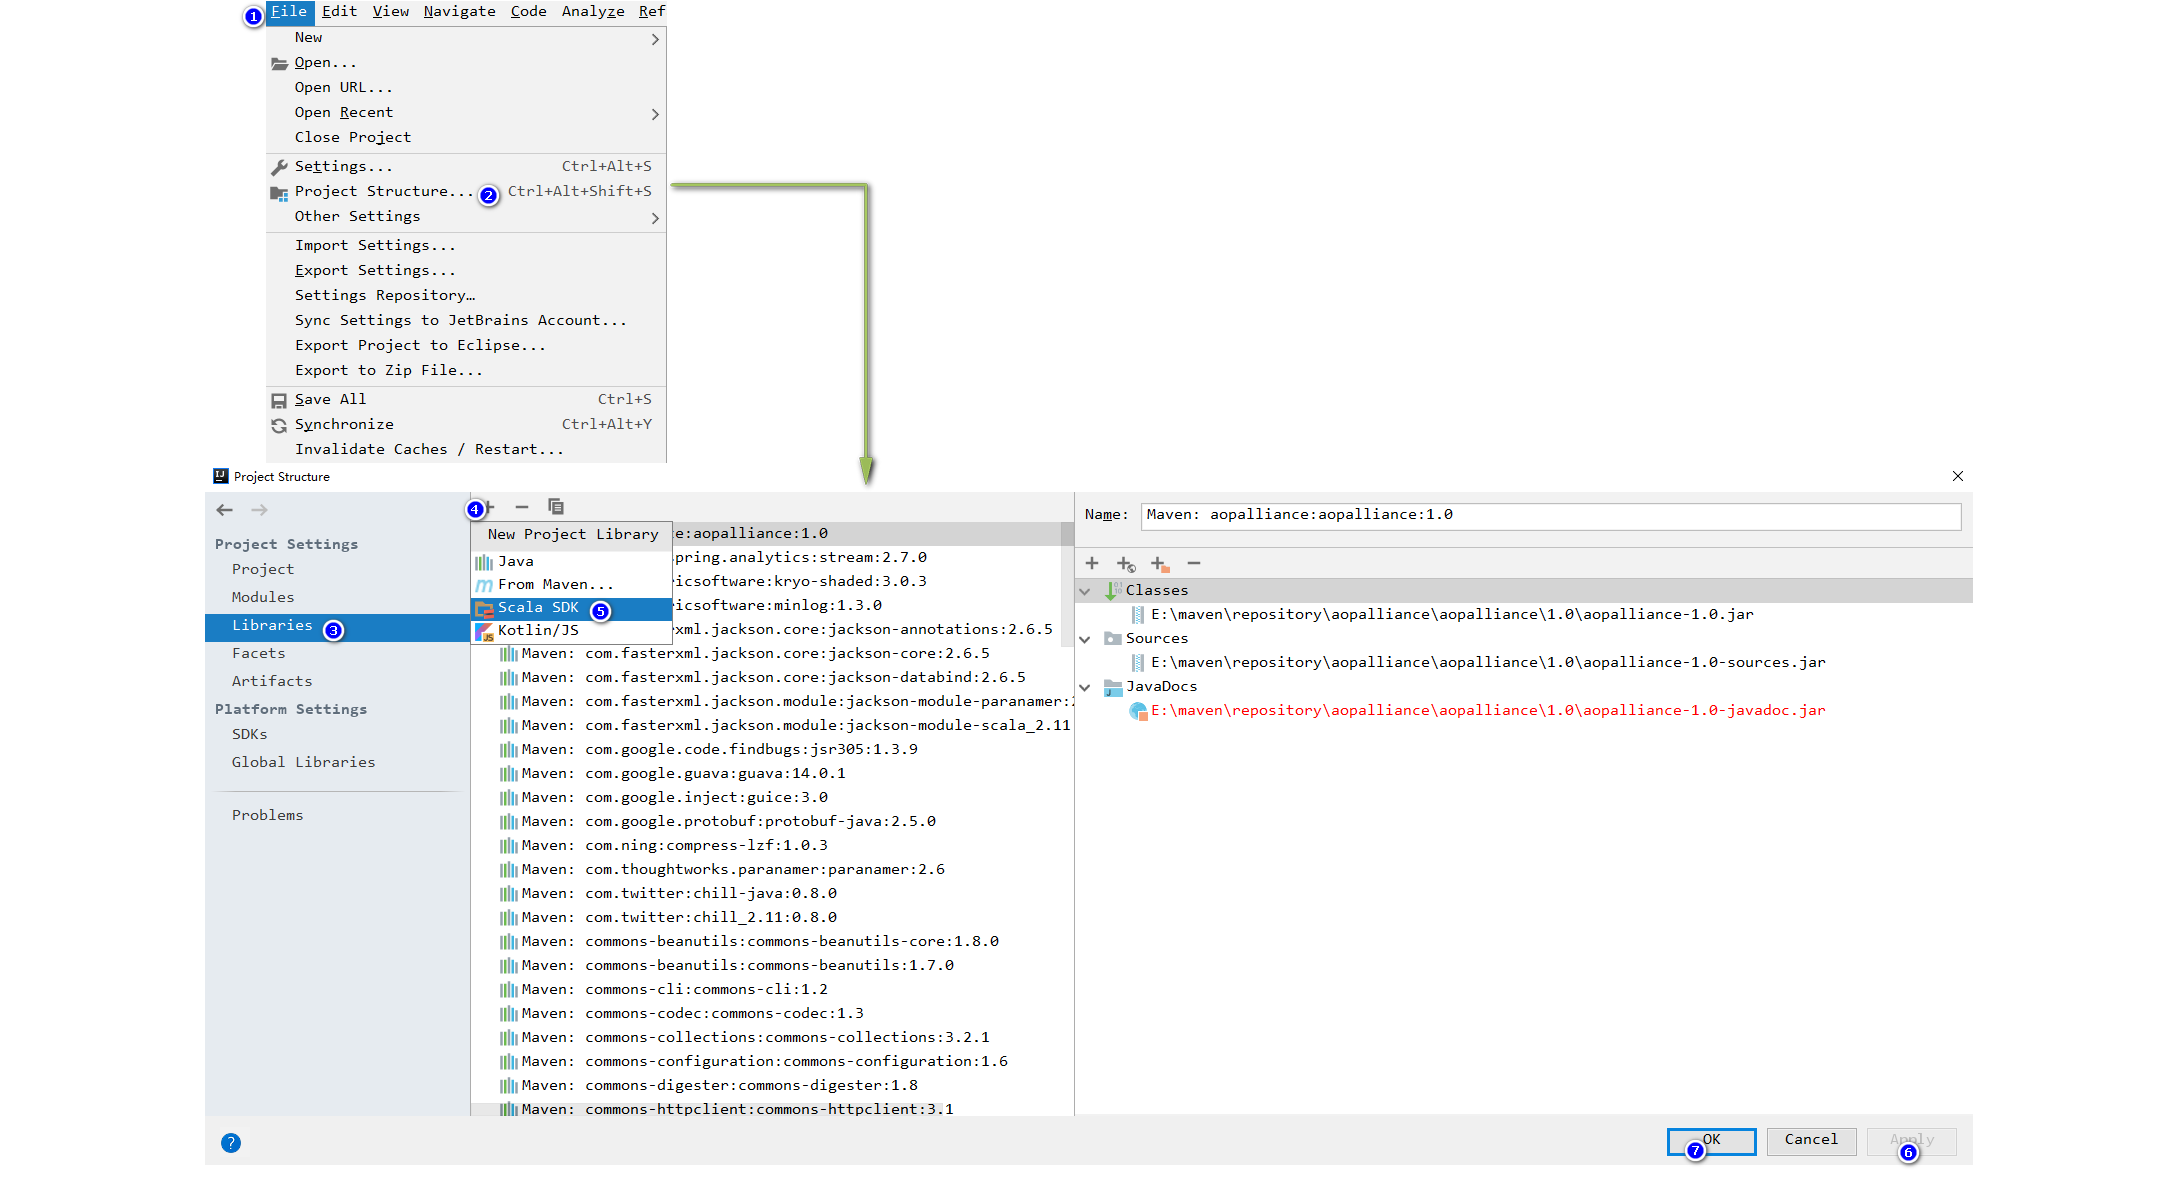 1 File Edit View Navigate Code Analyze Ref
New
Open...
Open URL...
Open Recent
Close Project
Settings... Ctrl+Alt+S
Project Structure... 2 Ctrl+Alt+Shift+S
Other Settings
Import Settings...
Export Settings...
Settings Repository…
Sync Settings to JetBrains Account...
Export Project to Eclipse...
Export to Zip File...
Save All Ctrl+S
Synchronize Ctrl+Alt+Y
Invalidate Caches / Restart...
Project Structure
Project Settings
Project
Modules
Libraries 3
Facets
Artifacts
Platform Settings
SDKs
Global Libraries
Problems
4
New Project Library
Java
From Maven...
Scala SDK 5
Kotlin/JS
e:aopalliance:1.0
pring.analytics:stream:2.7.0
ricsoftware:kryo-shaded:3.0.3
ricsoftware:minlog:1.3.0
erxml.jackson.core:jackson-annotations:2.6.5
Maven: com.fasterxml.jackson.core:jackson-core:2.6.5
Maven: com.fasterxml.jackson.core:jackson-databind:2.6.5
Maven: com.fasterxml.jackson.module:jackson-module-paranamer:2
Maven: com.fasterxml.jackson.module:jackson-module-scala_2.11
Maven: com.google.code.findbugs:jsr305:1.3.9
Maven: com.google.guava:guava:14.0.1
Maven: com.google.inject:guice:3.0
Maven: com.google.protobuf:protobuf-java:2.5.0
Maven: com.ning:compress-lzf:1.0.3
Maven: com.thoughtworks.paranamer:paranamer:2.6
Maven: com.twitter:chill-java:0.8.0
Maven: com.twitter:chill_2.11:0.8.0
Maven: commons-beanutils:commons-beanutils-core:1.8.0
Maven: commons-beanutils:commons-beanutils:1.7.0
Maven: commons-cli:commons-cli:1.2
Maven: commons-codec:commons-codec:1.3
Maven: commons-collections:commons-collections:3.2.1
Maven: commons-configuration:commons-configuration:1.6
Maven: commons-digester:commons-digester:1.8
Maven: commons-httpclient:commons-httpclient:3.1
Name: Maven: aopalliance:aopalliance:1.0
Classes
E:\maven\repository\aopalliance\aopalliance\1.0\aopalliance-1.0.jar
Sources
E:\maven\repository\aopalliance\aopalliance\1.0\aopalliance-1.0-sources.jar
JavaDocs
E:\maven\repository\aopalliance\aopalliance\1.0\aopalliance-1.0-javadoc.jar
? OK Cancel Apply
7 6